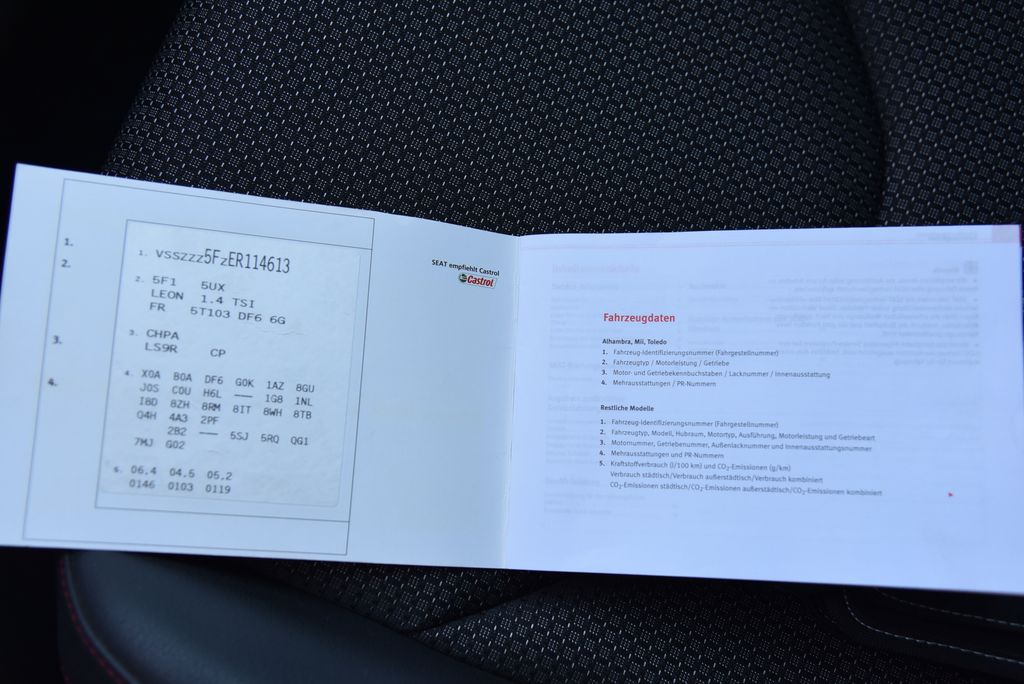 1.
2.
3.
4.
1. VSSZZZ5FZER114613
2. 5F1 5UX
LEON 1.4 TSI
FR 5T103 DF6 6G
3. CHPA
LS9R CP
4. X0A B0A DF6 G0K 1AZ 8GU
J0S C0U H6L —— 1G8 1NL
I8D 8ZH 8RM 8IT 8WH 8TB
Q4H 4A3 2PF
2B2 —— 5SJ 5RQ QG1
7MJ G02
5. 06,4 04,6 05,2
0146 0103 0119
SEAT empfiehlt Castrol
Castrol
Fahrzeugdaten
Alhambra, Mii, Toledo
1. Fahrzeug-Identifizierungsnummer (Fahrgestellnummer)
2. Fahrzeugtyp / Motorleistung / Getriebe
3. Motor- und Getriebekennbuchstaben / Lacknummer / Innenausstattung
4. Mehrausstattungen / PR-Nummern
Restliche Modelle
1. Fahrzeug-Identifizierungsnummer (Fahrgestellnummer)
2. Fahrzeugtyp, Modell, Hubraum, Motortyp, Ausführung, Motorleistung und Getriebeart
3. Motornummer, Getriebenummer, Außenlacknummer und Innenausstattungsnummer
4. Mehrausstattungen und PR-Nummern
5. Kraftstoffverbrauch (l/100 km) und CO₂-Emissionen (g/km)
Verbrauch städtisch/Verbrauch außerstädtisch/Verbrauch kombiniert
CO₂-Emissionen städtisch/CO₂-Emissionen außerstädtisch/CO₂-Emissionen kombiniert